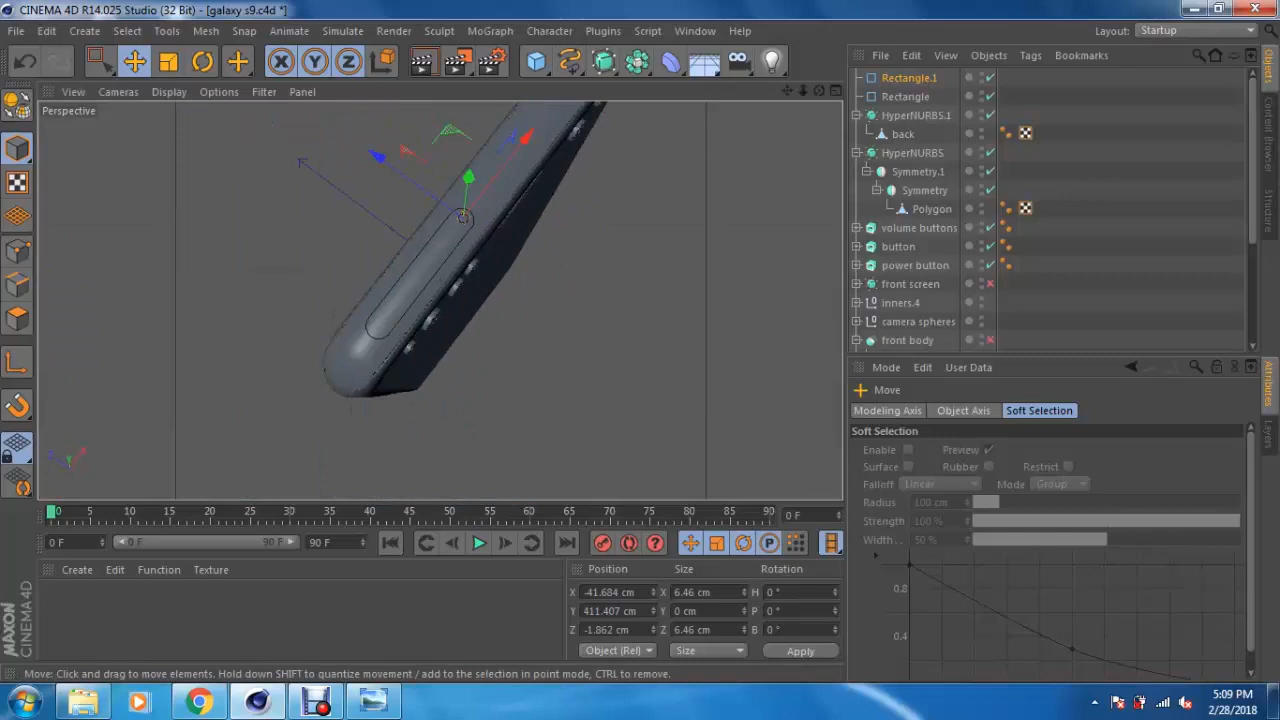 CINEMA 4D R14.025 Studio (32 Bit) - [galaxy s9.c4d *]
File Edit Create Select Tools Mesh Snap Animate Simulate Render Sculpt MoGraph Character Plugins Script Window Help
Layout: Startup
File Edit View Objects Tags Bookmarks
View Cameras Display Options Filter Panel
Perspective
Rectangle.1
Rectangle
HyperNURBS.1
back
HyperNURBS
Symmetry.1
Symmetry
Polygon
volume buttons
button
power button
front screen
inners.4
camera spheres
front body
Objects
Content Browser
Structure
Mode Edit User Data
Move
Modeling Axis Object Axis Soft Selection
Soft Selection
Enable Preview
Surface Rubber Restrict
Falloff Linear Mode Group
Radius 100 cm
Strength 100 %
Width . . 50 %
0.8
0.4
Attributes
Layers
0 5 10 15 20 25 30 35 40 45 50 55 60 65 70 75 80 85 90
0 F
0 F 0 F 90 F 90 F
Create Edit Function Texture
Position Size Rotation
X -41.684 cm X 6.46 cm H 0 °
Y 411.407 cm Y 0 cm P 0 °
Z -1.862 cm Z 6.46 cm B 0 °
Object (Rel) Size Apply
MAXON
CINEMA 4D
Move: Click and drag to move elements. Hold down SHIFT to quantize movement / add to the selection in point mode, CTRL to remove.
5:09 PM
2/28/2018